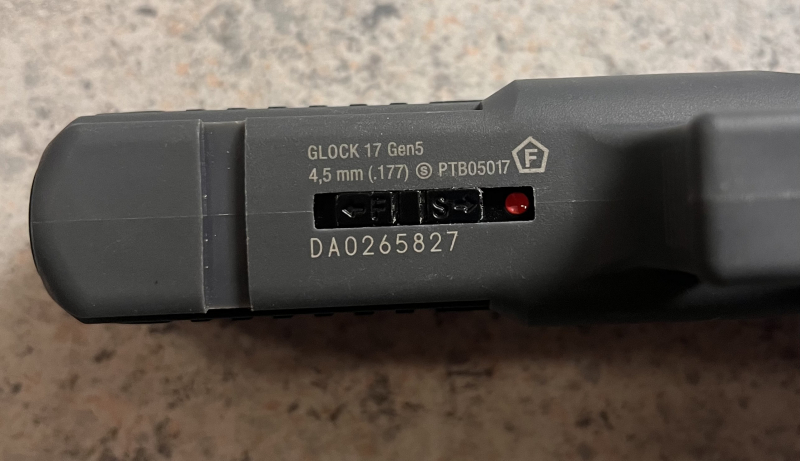 GLOCK 17 Gen5
4,5 mm (.177) Ⓢ PTB05017 F
←F S→
DA0265827